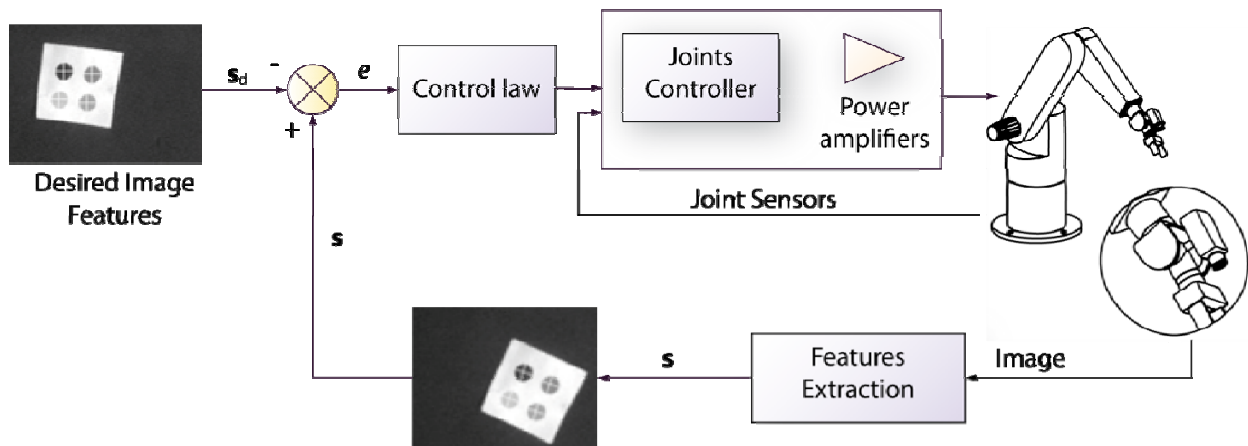 s_d
-
+
e
Control law
Joints
Controller
Power
amplifiers
Desired Image
Features
Joint Sensors
s
s
Features
Extraction
Image